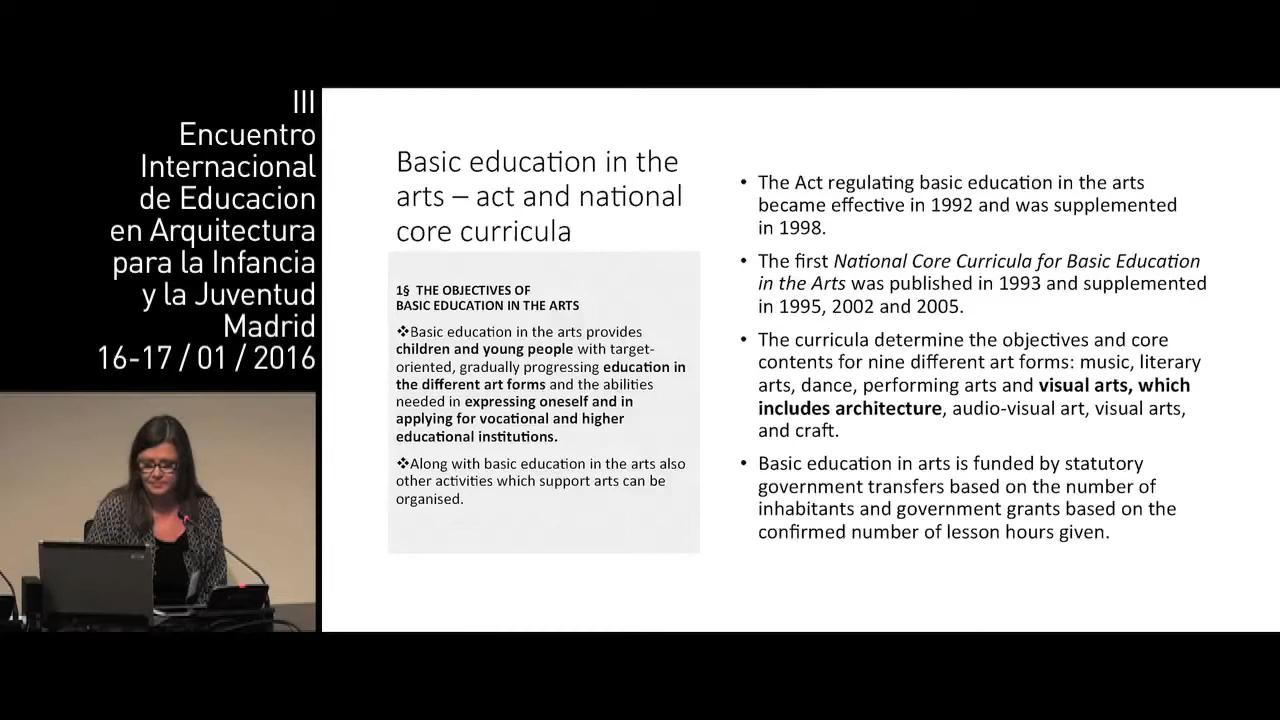 III
Encuentro
Internacional
de Educacion
en Arquitectura
para la Infancia
y la Juventud
Madrid
16-17 / 01 / 2016
Basic education in the
arts – act and national
core curricula
1§ THE OBJECTIVES OF
BASIC EDUCATION IN THE ARTS
❖Basic education in the arts provides
children and young people with target-
oriented, gradually progressing education in
the different art forms and the abilities
needed in expressing oneself and in
applying for vocational and higher
educational institutions.
❖Along with basic education in the arts also
other activities which support arts can be
organised.
• The Act regulating basic education in the arts
became effective in 1992 and was supplemented
in 1998.
• The first National Core Curricula for Basic Education
in the Arts was published in 1993 and supplemented
in 1995, 2002 and 2005.
• The curricula determine the objectives and core
contents for nine different art forms: music, literary
arts, dance, performing arts and visual arts, which
includes architecture, audio-visual art, visual arts,
and craft.
• Basic education in arts is funded by statutory
government transfers based on the number of
inhabitants and government grants based on the
confirmed number of lesson hours given.